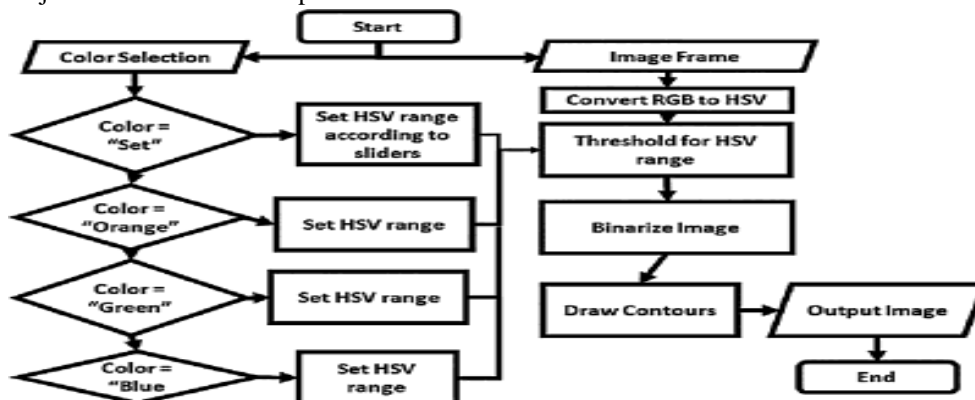 Start
Color Selection
Color =
"Set"
Set HSV range
according to
sliders
Color =
"Orange"
Set HSV range
Color =
"Green"
Set HSV range
Color =
"Blue
Set HSV
range
Image Frame
Convert RGB to HSV
Threshold for HSV
range
Binarize Image
Draw Contours
Output Image
End